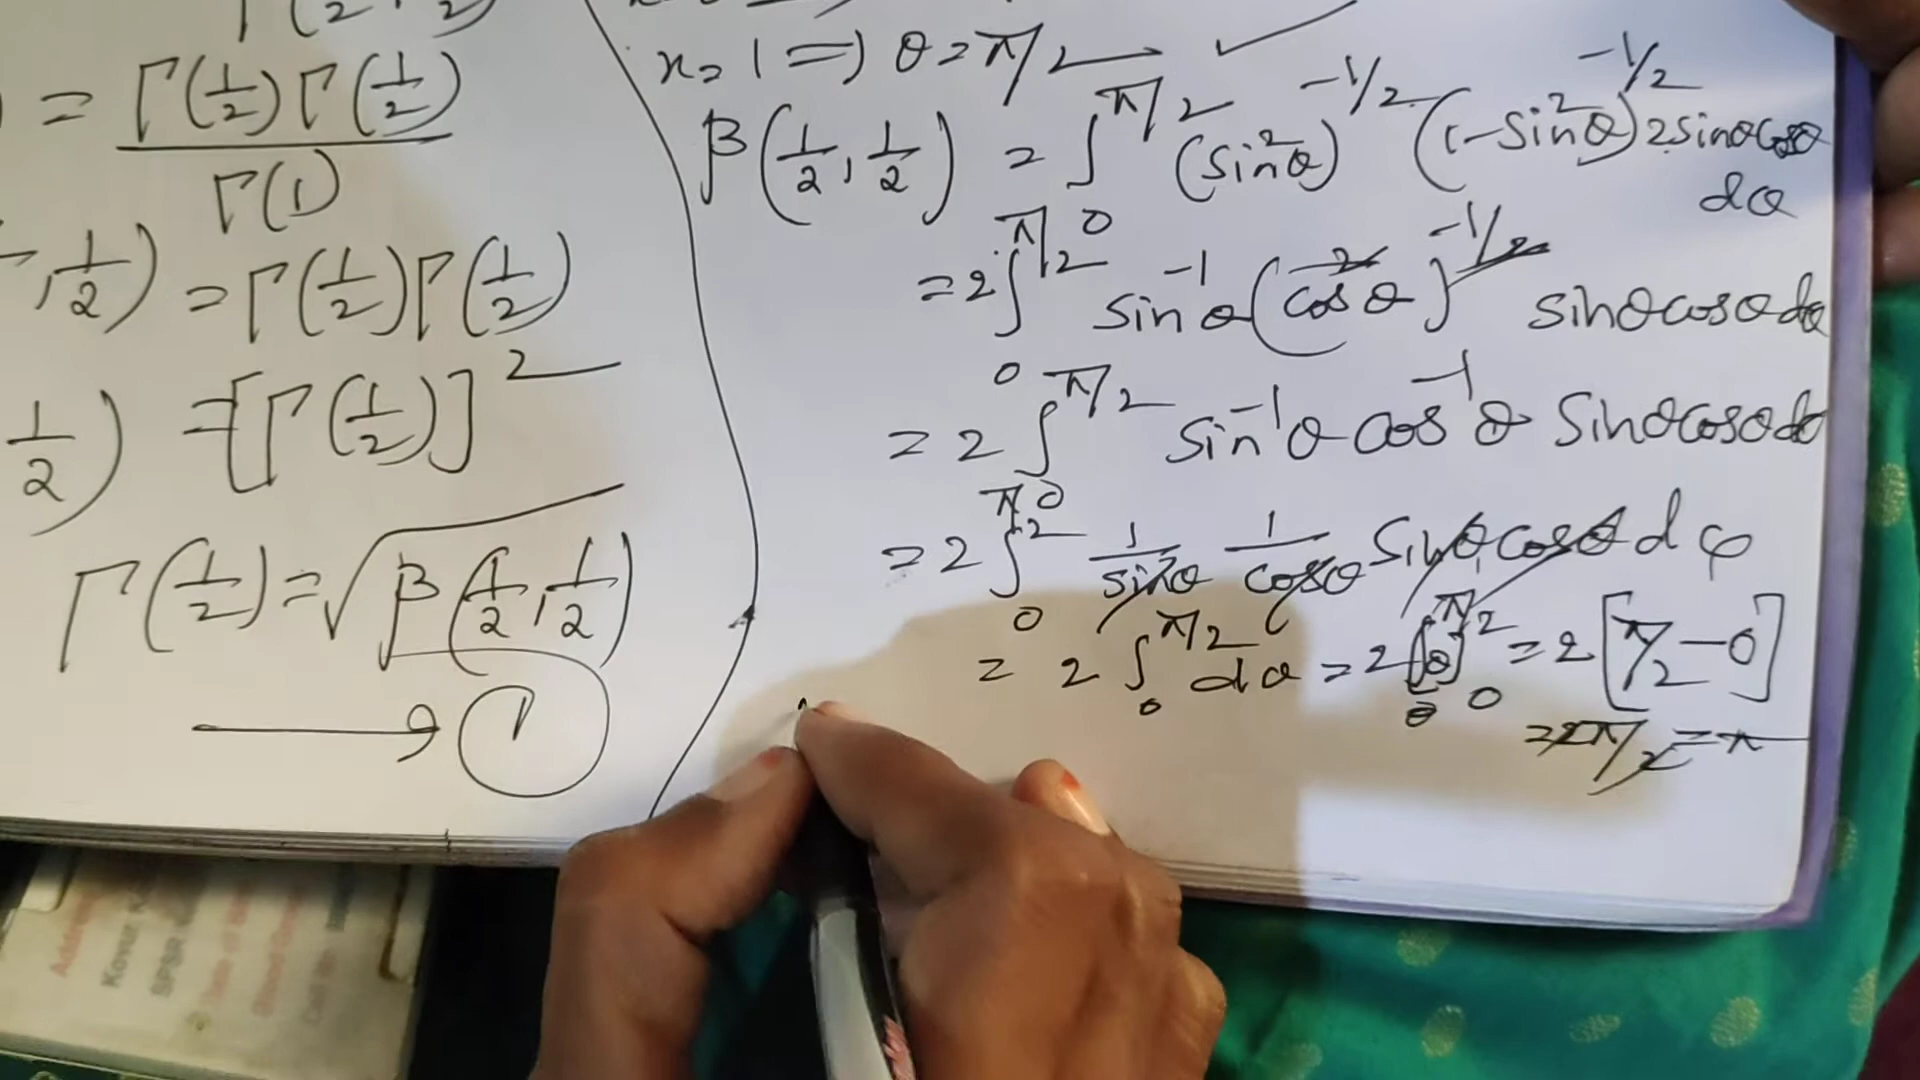 = Γ(1/2) Γ(1/2) / Γ(1)
, 1/2) = Γ(1/2) Γ(1/2)
1/2) = [Γ(1/2)]²
Γ(1/2) = √β(1/2, 1/2)
→ ①
x = 1 => θ = π/2
β(1/2, 1/2) = ∫₀^π/2 (sin²θ)^-1/2 (1-sin²θ)^-1/2 2sinθcosθ
dθ
= 2 ∫₀^π/2 sin⁻¹θ (cos²θ)^-1/2 sinθcosθ dθ
= 2 ∫₀^π/2 sin⁻¹θ cos⁻¹θ sinθcosθ dθ
= 2 ∫₀^π/2 1/sinθ 1/cosθ sinθ cosθ dφ
= 2 ∫₀^π/2 dθ = 2 [θ]₀^π/2 = 2 [π/2 - 0]
= 2π/2 = π
Kovur
SPSR